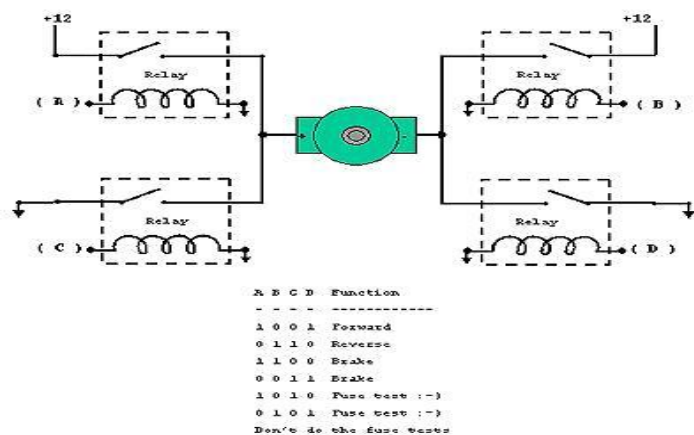 +12 +12
Relay Relay
( A ) ( B )
+ -
Relay Relay
( C ) ( D )
A B C D Function
- - - - ------------
1 0 0 1 Forward
0 1 1 0 Reverse
1 1 0 0 Brake
0 0 1 1 Brake
1 0 1 0 Fuse test :-)
0 1 0 1 Fuse test :-)
Don't do the fuse tests